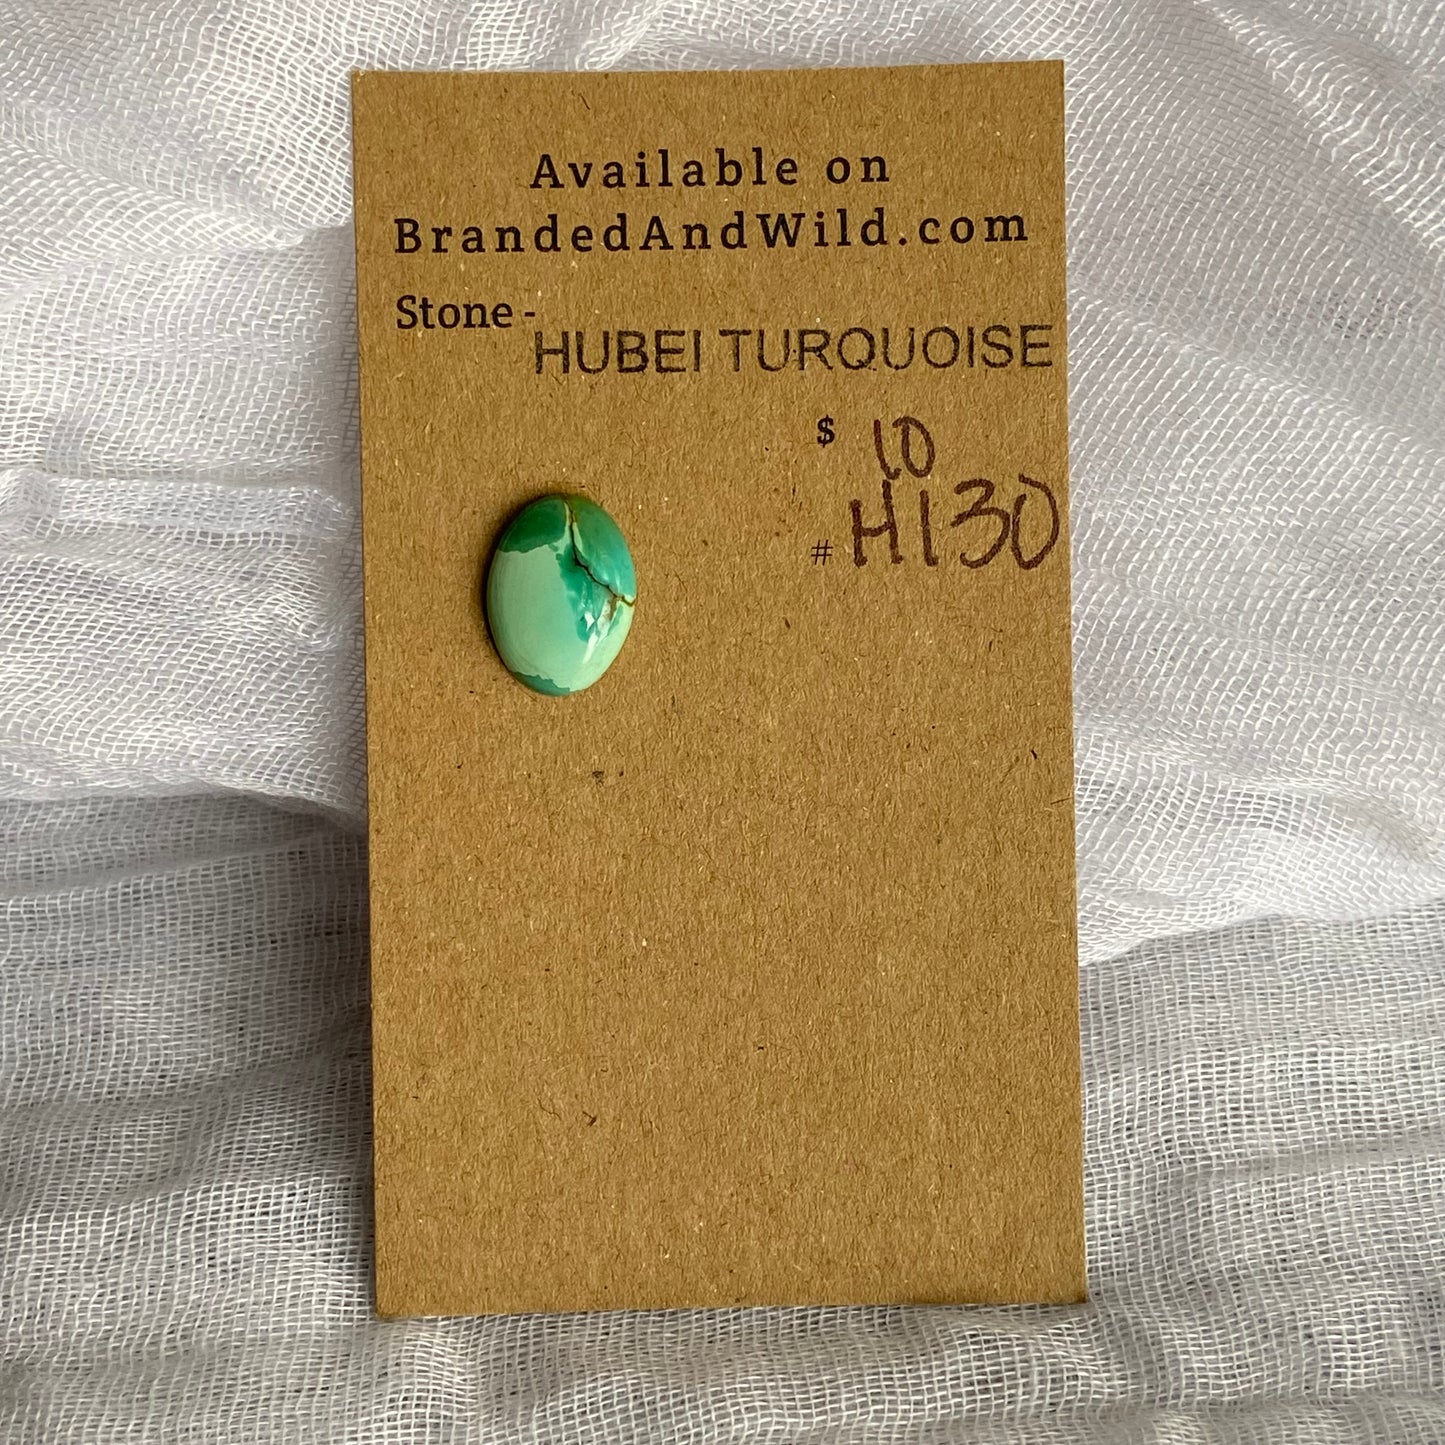 Available on
BrandedAndWild.com
Stone - HUBEI TURQUOISE
$ 10
# H130